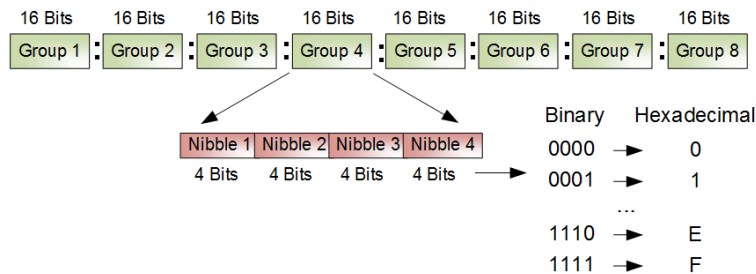 16 Bits 16 Bits 16 Bits 16 Bits 16 Bits 16 Bits 16 Bits 16 Bits
Group 1 : Group 2 : Group 3 : Group 4 : Group 5 : Group 6 : Group 7 : Group 8
Binary Hexadecimal
Nibble 1 Nibble 2 Nibble 3 Nibble 4
4 Bits 4 Bits 4 Bits 4 Bits
0000 0
0001 1
...
1110 E
1111 F